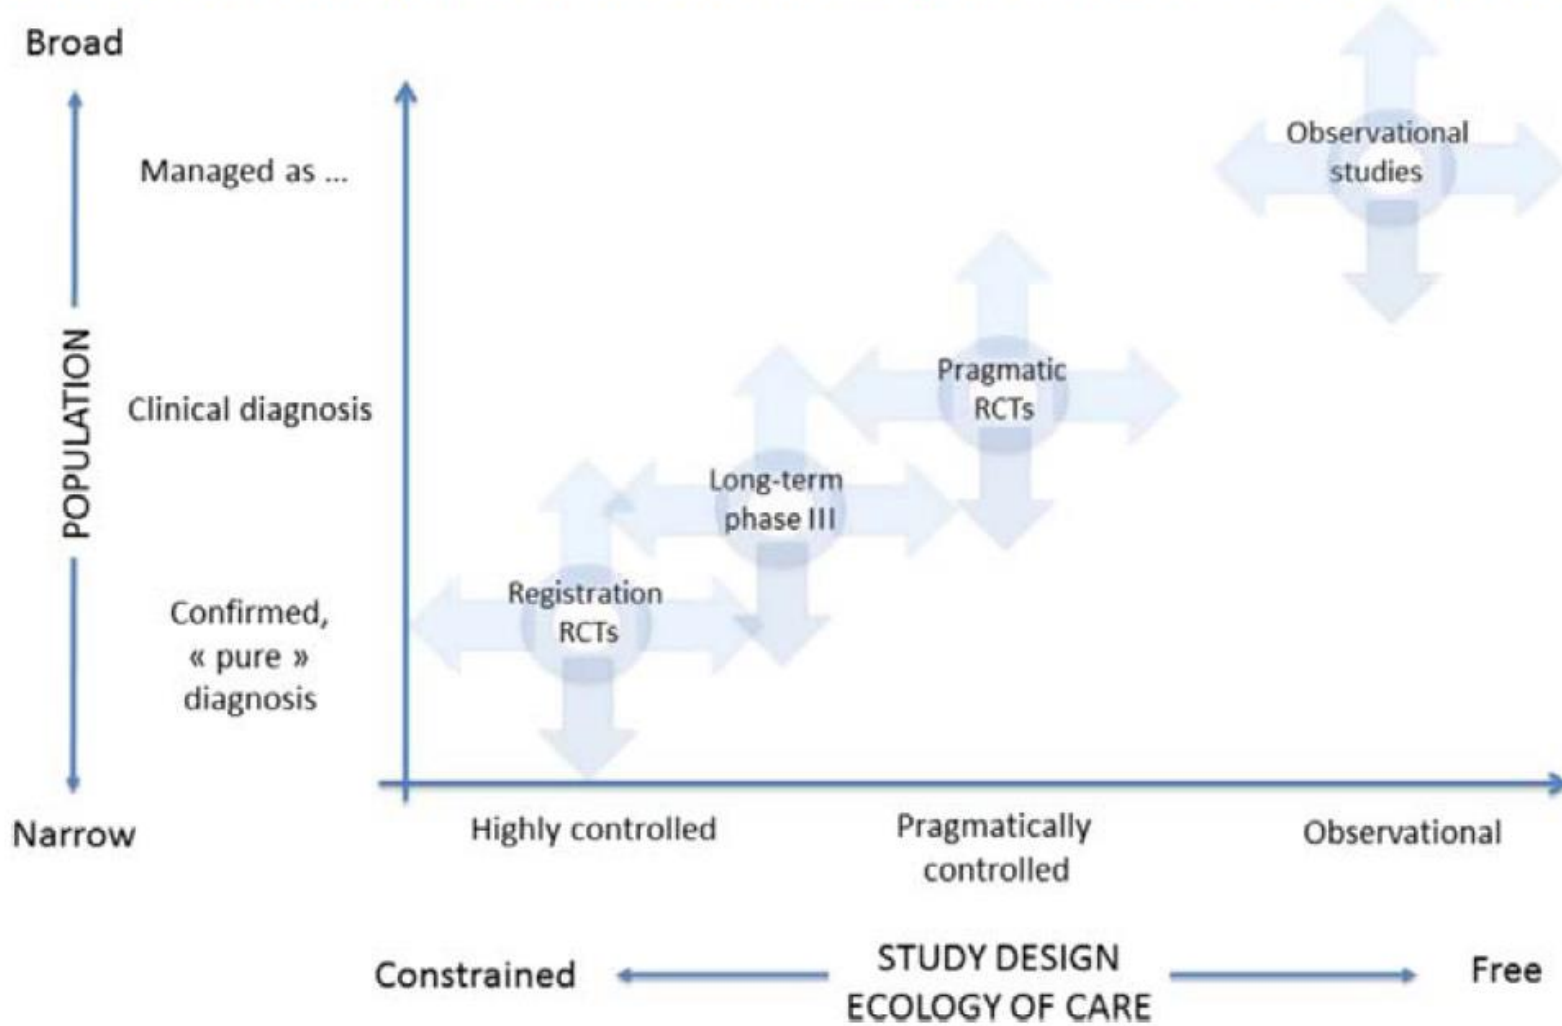 Broad
Managed as ...
Observational
studies
POPULATION
Clinical diagnosis
Pragmatic
RCTs
Long-term
phase III
Registration
RCTs
Confirmed,
« pure »
diagnosis
Narrow
Highly controlled
Pragmatically
controlled
Observational
Constrained
STUDY DESIGN
ECOLOGY OF CARE
Free